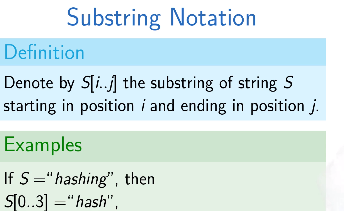 Substring Notation
Definition
Denote by S[i..j] the substring of string S
starting in position i and ending in position j.
Examples
If S =“hashing”, then
S[0..3] =“hash”,